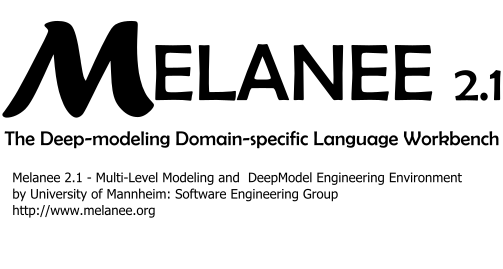 MELANEE 2.1
The Deep-modeling Domain-specific Language Workbench
Melanee 2.1 - Multi-Level Modeling and DeepModel Engineering Environment
by University of Mannheim: Software Engineering Group
http://www.melanee.org